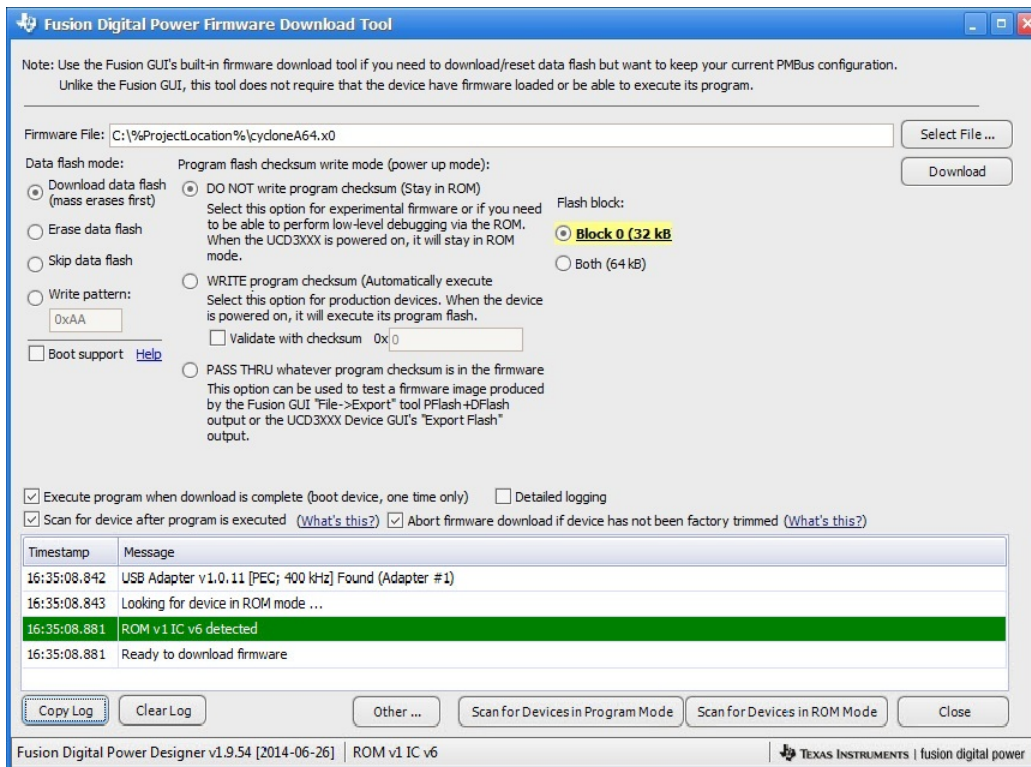 Fusion Digital Power Firmware Download Tool
Note: Use the Fusion GUI's built-in firmware download tool if you need to download/reset data flash but want to keep your current PMBus configuration.
Unlike the Fusion GUI, this tool does not require that the device have firmware loaded or be able to execute its program.
Firmware File: C:\%ProjectLocation%\cycloneA64.x0
Select File ...
Download
Data flash mode:
Download data flash
(mass erases first)
Erase data flash
Skip data flash
Write pattern:
0xAA
Boot support Help
Program flash checksum write mode (power up mode):
DO NOT write program checksum (Stay in ROM)
Select this option for experimental firmware or if you need
to be able to perform low-level debugging via the ROM.
When the UCD3XXX is powered on, it will stay in ROM
mode.
WRITE program checksum (Automatically execute
Select this option for production devices. When the device
is powered on, it will execute its program flash.
Validate with checksum 0x 0
PASS THRU whatever program checksum is in the firmware
This option can be used to test a firmware image produced
by the Fusion GUI "File->Export" tool PFlash+DFlash
output or the UCD3XXX Device GUI's "Export Flash"
output.
Flash block:
Block 0 (32 kB
Both (64 kB)
Execute program when download is complete (boot device, one time only) Detailed logging
Scan for device after program is executed (What's this?) Abort firmware download if device has not been factory trimmed (What's this?)
Timestamp Message
16:35:08.842 USB Adapter v1.0.11 [PEC; 400 kHz] Found (Adapter #1)
16:35:08.843 Looking for device in ROM mode ...
16:35:08.881 ROM v1 IC v6 detected
16:35:08.881 Ready to download firmware
Copy Log Clear Log Other ... Scan for Devices in Program Mode Scan for Devices in ROM Mode Close
Fusion Digital Power Designer v1.9.54 [2014-06-26] ROM v1 IC v6 TEXAS INSTRUMENTS | fusion digital power